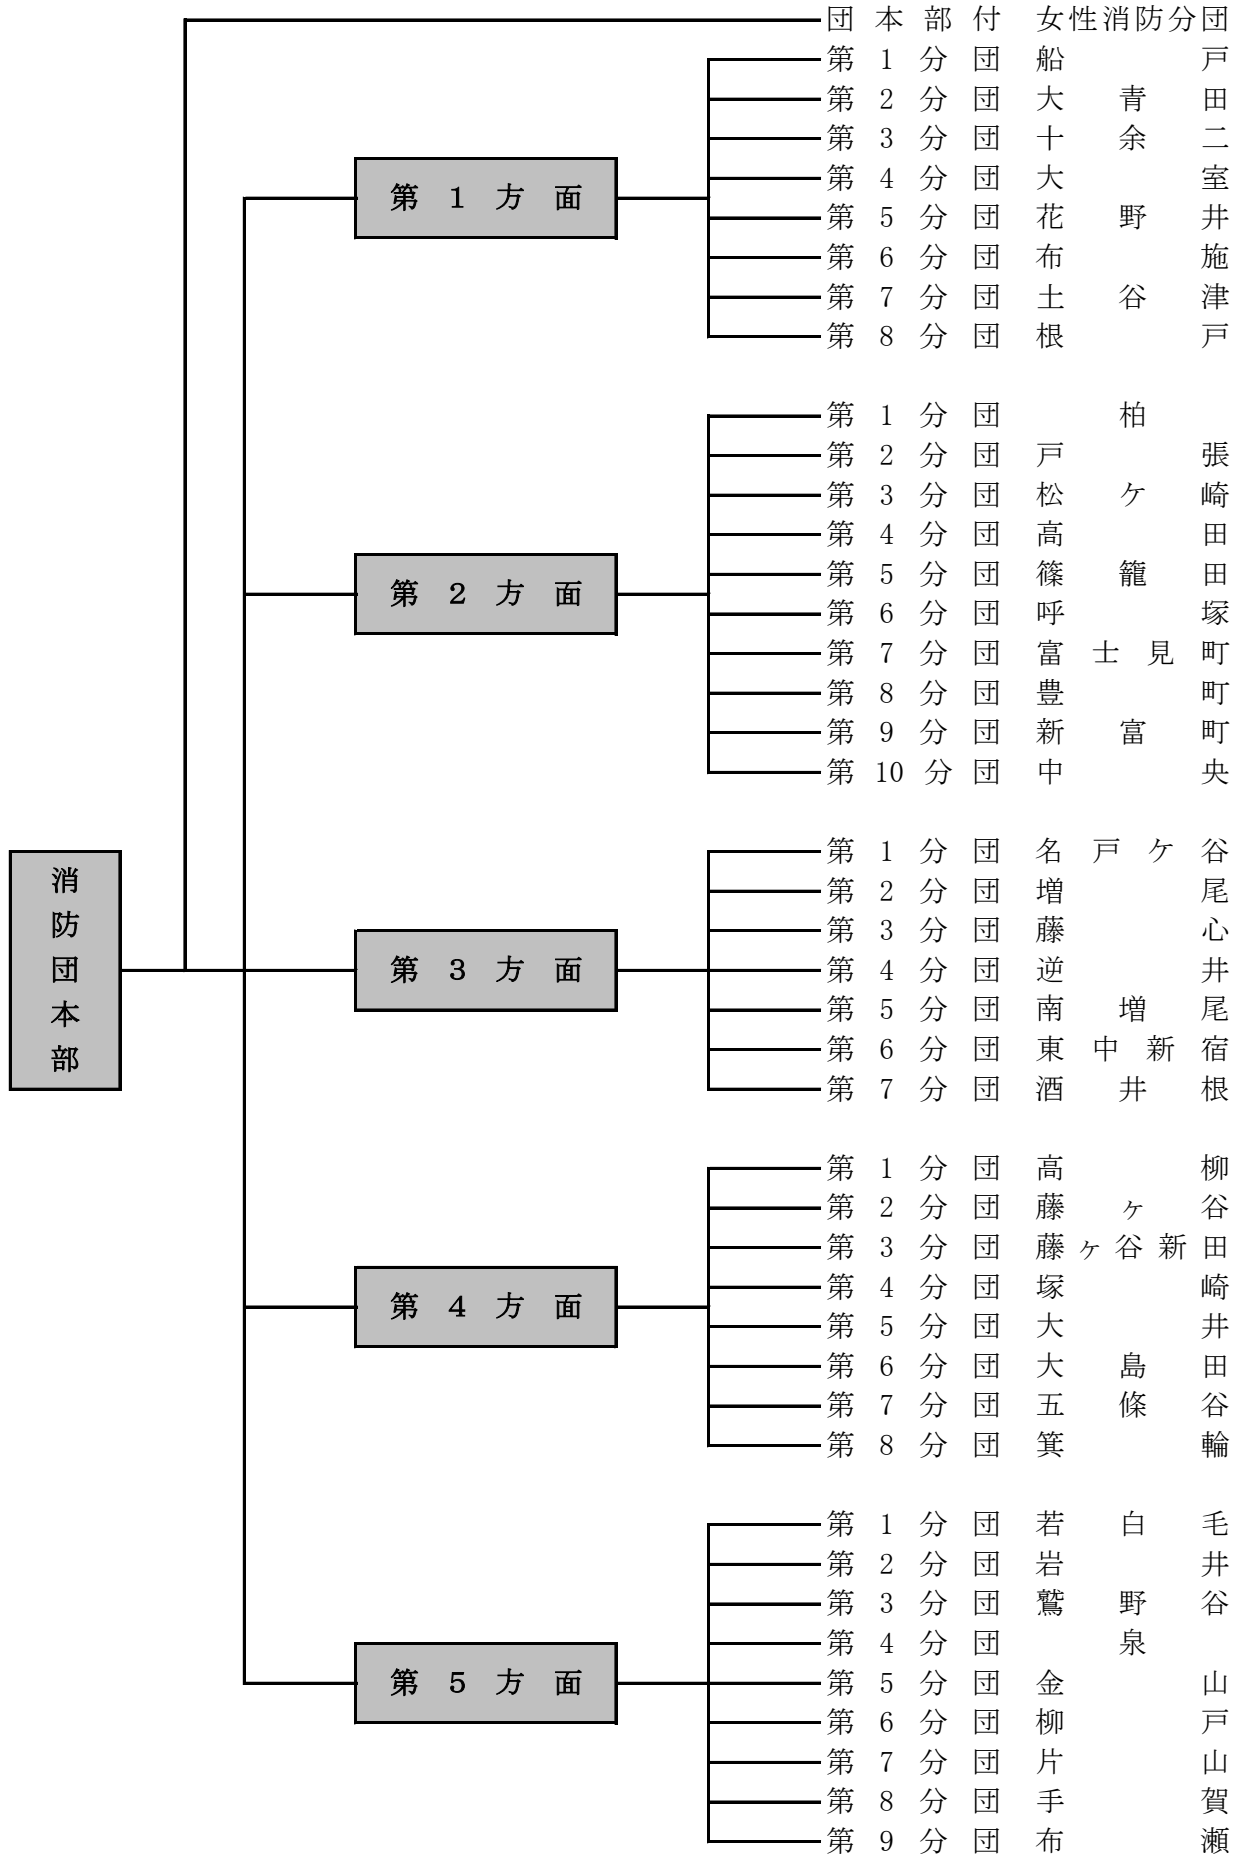 団本部付 女性消防分団
第1分団 船戸
第2分団 大青田
第3分団 十余二
第1方面
第4分団 大室
第5分団 花野井
第6分団 布施
第7分団 土谷津
第8分団 根戸
第1分団 柏
第2分団 戸張
第3分団 松ケ崎
第4分団 高田
第2方面
第5分団 篠籠田
第6分団 呼塚
第7分団 富士見町
第8分団 豊町
第9分団 新富町
第10分団 中央
消防団本部
第1分団 名戸ケ谷
第2分団 増尾
第3分団 藤心
第3方面
第4分団 逆井
第5分団 南増尾
第6分団 東中新宿
第7分団 酒井根
第1分団 高柳
第2分団 藤ヶ谷
第3分団 藤ヶ谷新田
第4方面
第4分団 塚崎
第5分団 大井
第6分団 大島田
第7分団 五條谷
第8分団 箕輪
第1分団 若白毛
第2分団 岩井
第3分団 鷲野谷
第4分団 泉
第5方面
第5分団 金山
第6分団 柳戸
第7分団 片山
第8分団 手賀
第9分団 布瀬